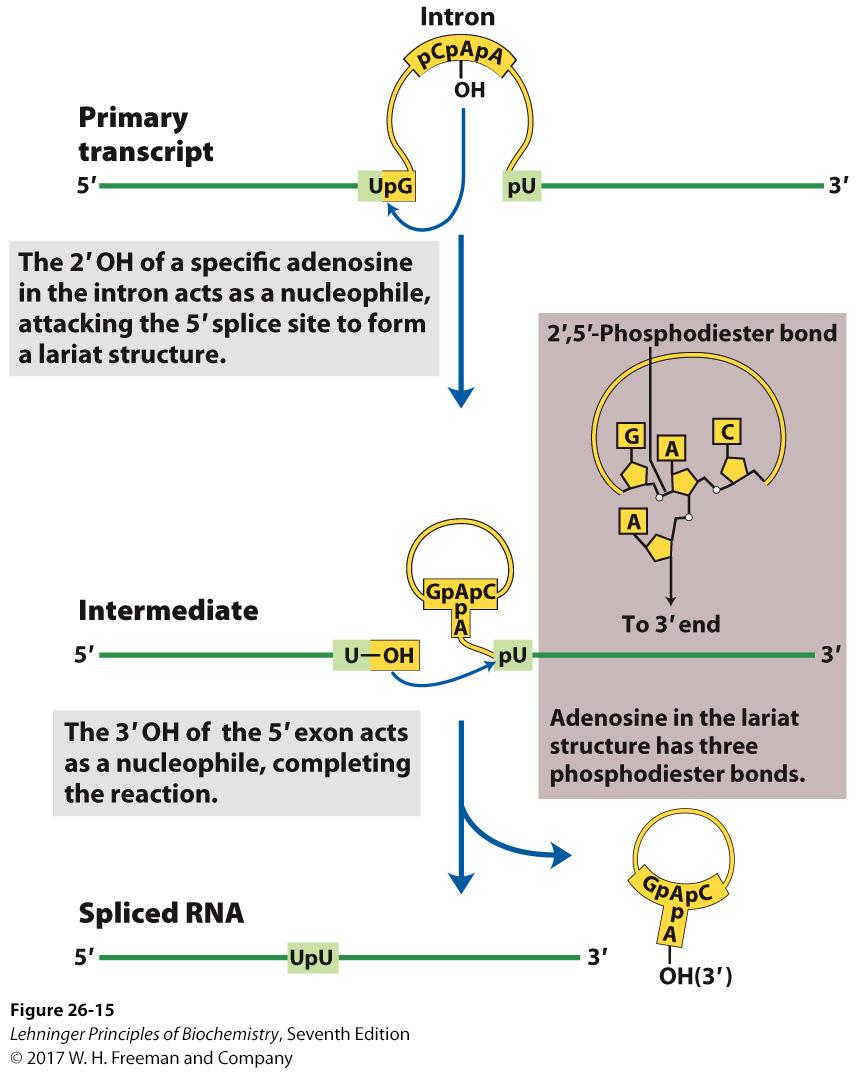 Intron
pCpApA
OH
Primary
transcript
5′
UpG
pU
3′
The 2′ OH of a specific adenosine
in the intron acts as a nucleophile,
attacking the 5′ splice site to form
a lariat structure.
2′,5′-Phosphodiester bond
G
A
C
A
To 3′ end
Adenosine in the lariat
structure has three
phosphodiester bonds.
Intermediate
GpApC
p
A
5′
U—OH
pU
3′
The 3′ OH of the 5′ exon acts
as a nucleophile, completing
the reaction.
GpApC
p
A
OH(3′)
Spliced RNA
5′
UpU
3′
Figure 26-15
Lehninger Principles of Biochemistry, Seventh Edition
© 2017 W. H. Freeman and Company